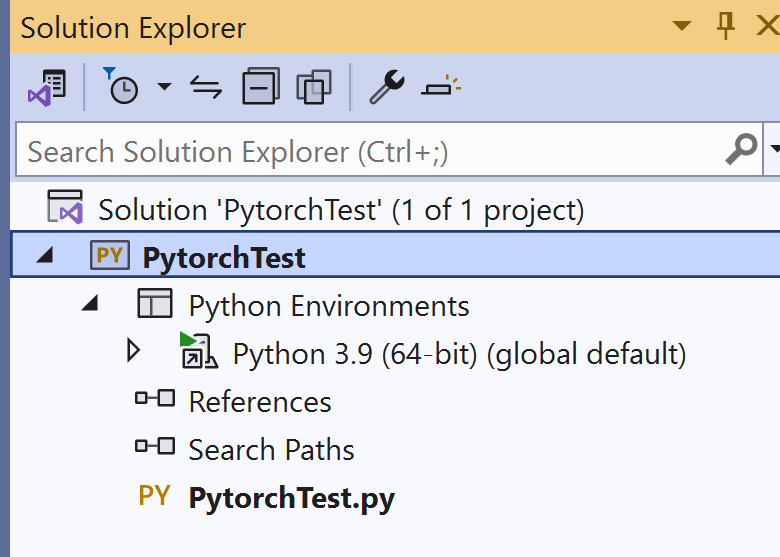 Solution Explorer
Search Solution Explorer (Ctrl+;)
Solution 'PytorchTest' (1 of 1 project)
PY PytorchTest
Python Environments
Python 3.9 (64-bit) (global default)
References
Search Paths
PY PytorchTest.py